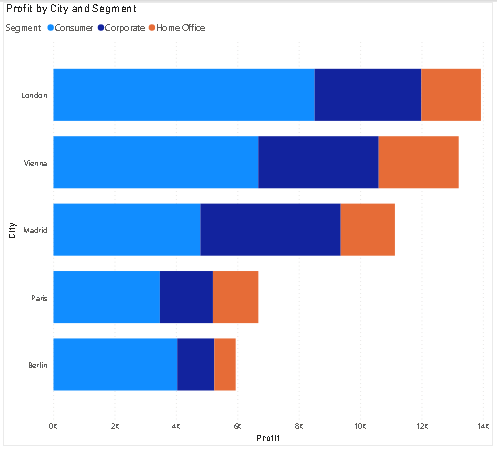 Profit by City and Segment
Segment Consumer Corporate Home Office
London
Vienna
Madrid
City
Paris
Berlin
0K 2K 4K 6K 8K 10K 12K 14K
Profit